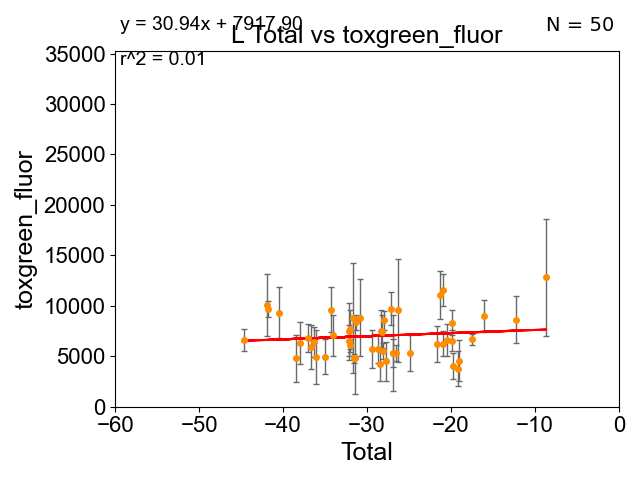 y = 30.94x + 7917.90
N = 50
L Total vs toxgreen_fluor
r^2 = 0.01
35000
30000
25000
20000
15000
10000
5000
0
toxgreen_fluor
−60
−50
−40
−30
−20
−10
0
Total